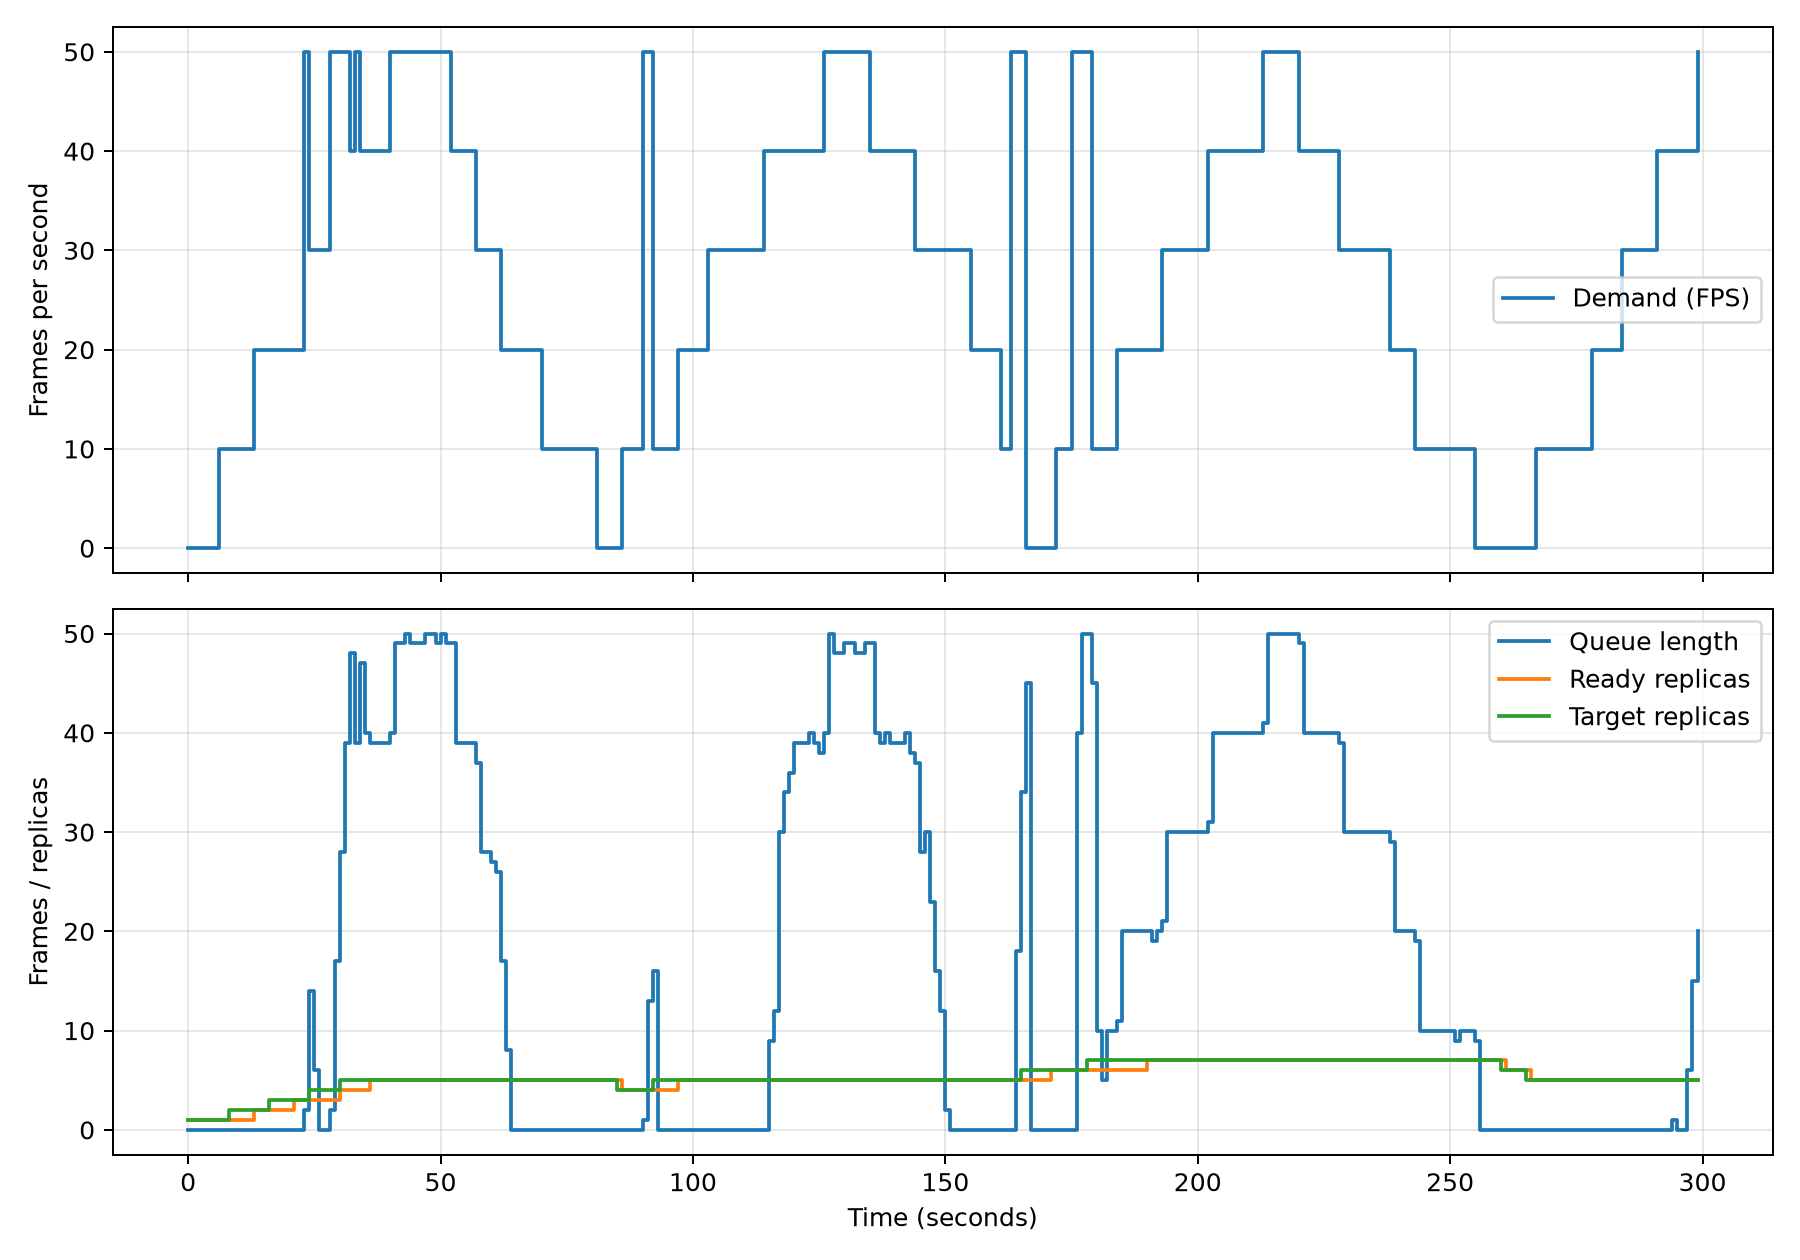 50
40
30
20
10
0
Frames per second
Demand (FPS)
50
40
30
20
10
0
Frames / replicas
Queue length
Ready replicas
Target replicas
0 50 100 150 200 250 300
Time (seconds)